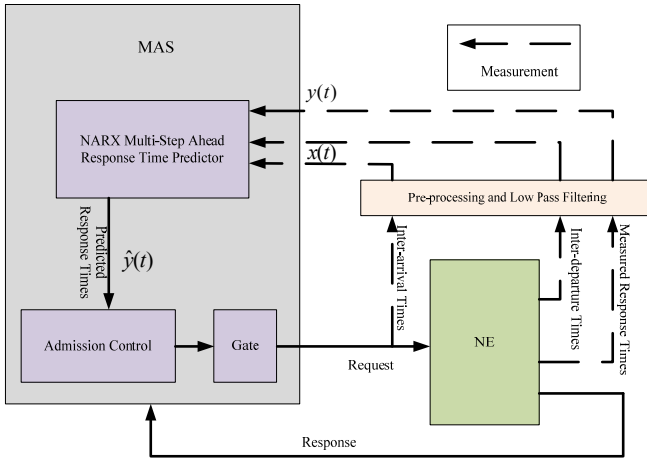 MAS
Measurement
y(t)
NARX Multi-Step Ahead
Response Time Predictor
x(t)
Pre-processing and Low Pass Filtering
Predicted
Response Times
ŷ(t)
Inter-arrival Times
Inter-departure Times
Measured Response Times
Admission Control
Gate
NE
Request
Response